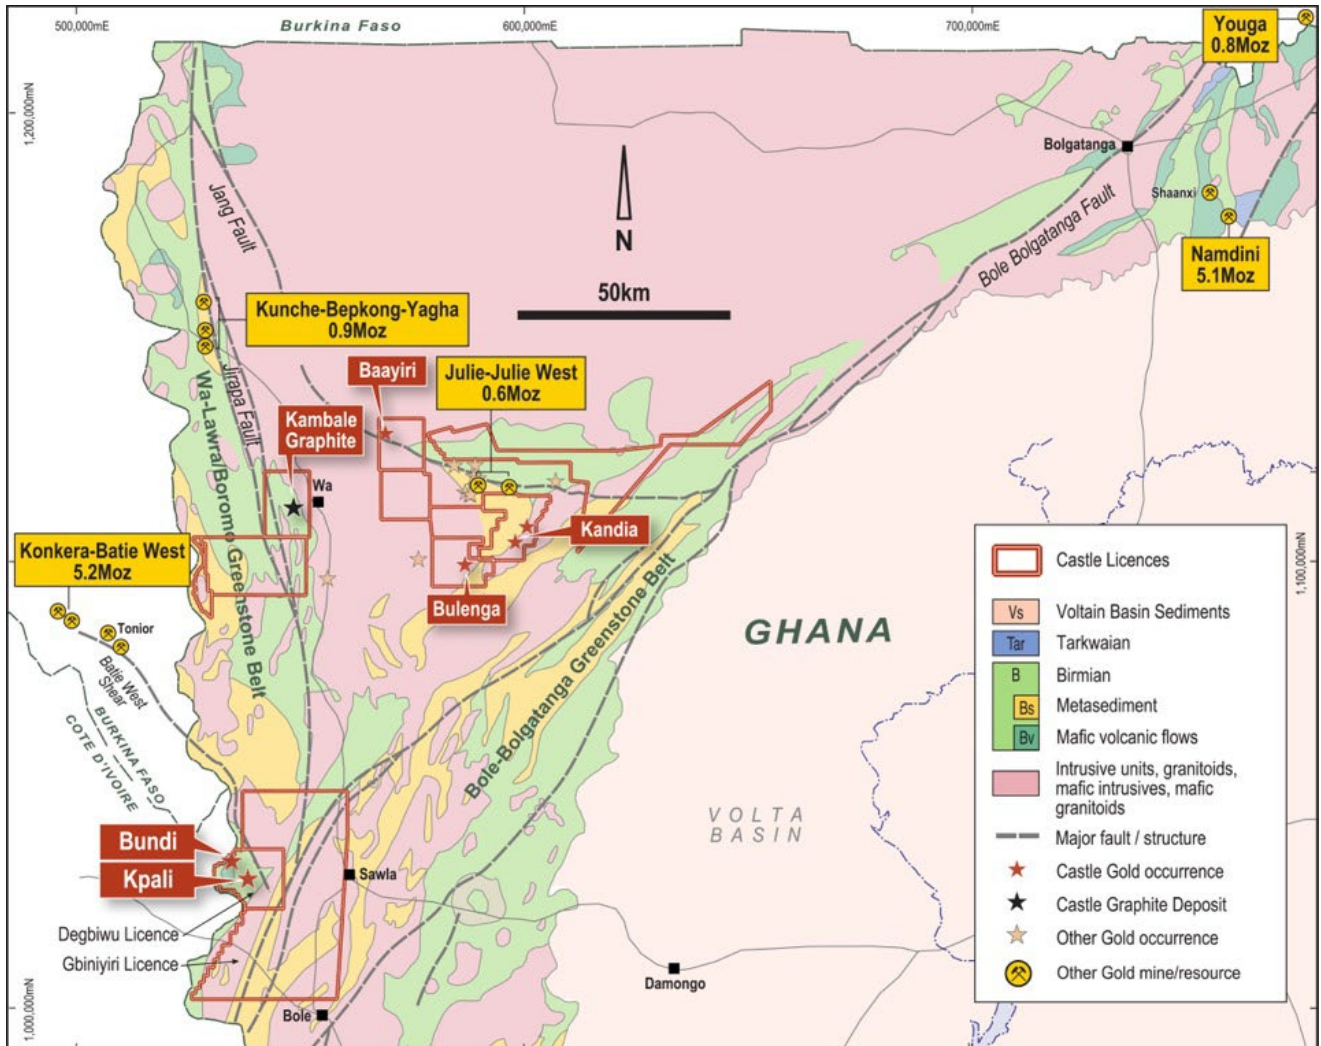 500,000mE
Burkina Faso
600,000mE
700,000mE
Youga
0.8Moz
1,200,000mN
Bolgatanga
Shaanxi
Jang Fault
N
50km
Bole Bolgatanga Fault
Namdini
5.1Moz
Kunche-Bepkong-Yagha
0.9Moz
Jirapa Fault
Baayiri
Julie-Julie West
0.6Moz
Wa-Lawra/Boromo Greenstone Belt
Kambale
Graphite
Wa
Kandia
Konkera-Batie West
5.2Moz
1,100,000mN
Bulenga
Tonior
Batie West
Shear
BURKINA FASO
COTE D'IVOIRE
Bole-Bolgatanga Greenstone Belt
GHANA
VOLTA
BASIN
Bundi
Kpali
Sawla
Degbiwu Licence
Gbiniyiri Licence
Damongo
Bole
1,000,000mN
Castle Licences
Vs Voltain Basin Sediments
Tar Tarkwaian
B Birmian
Bs Metasediment
Bv Mafic volcanic flows
Intrusive units, granitoids,
mafic intrusives, mafic
granitoids
Major fault / structure
Castle Gold occurrence
Castle Graphite Deposit
Other Gold occurrence
Other Gold mine/resource